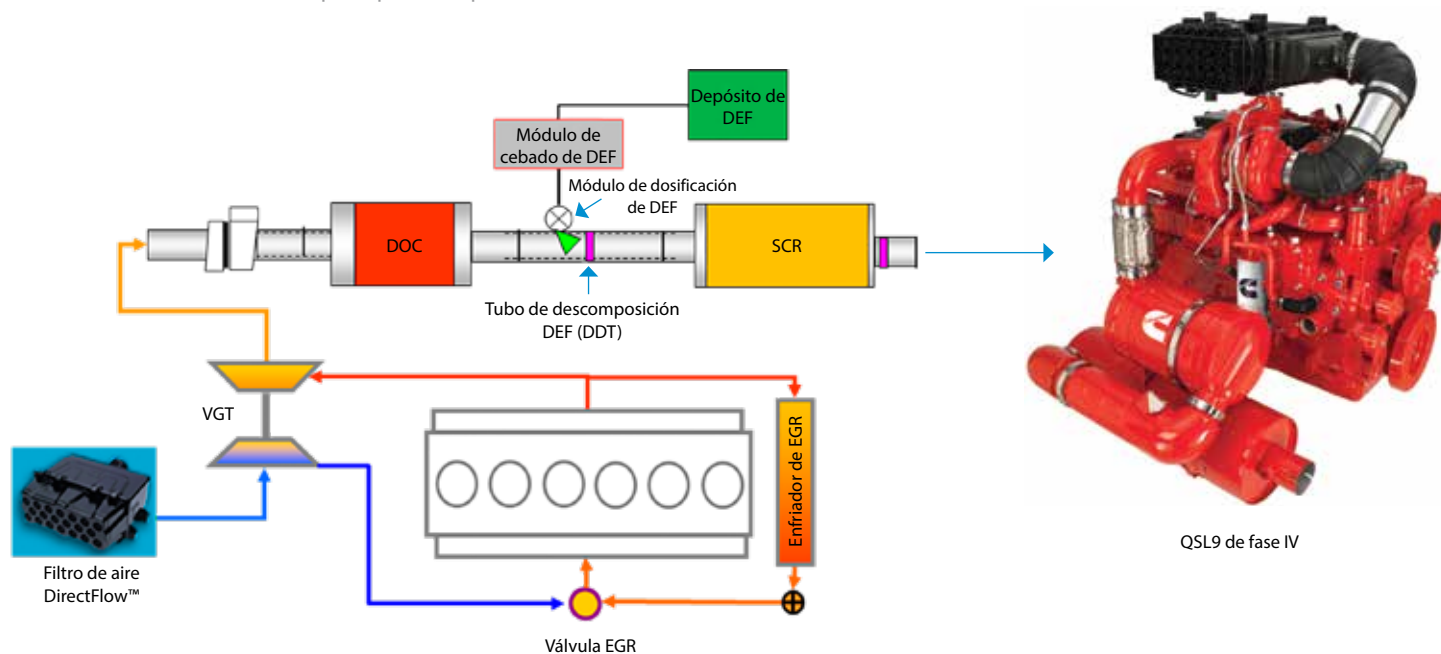 Depósito de
DEF
Módulo de
cebado de DEF
Módulo de dosificación
de DEF
DOC
SCR
Tubo de descomposición
DEF (DDT)
VGT
Enfriador de EGR
Filtro de aire
DirectFlow™
Válvula EGR
QSL9 de fase IV